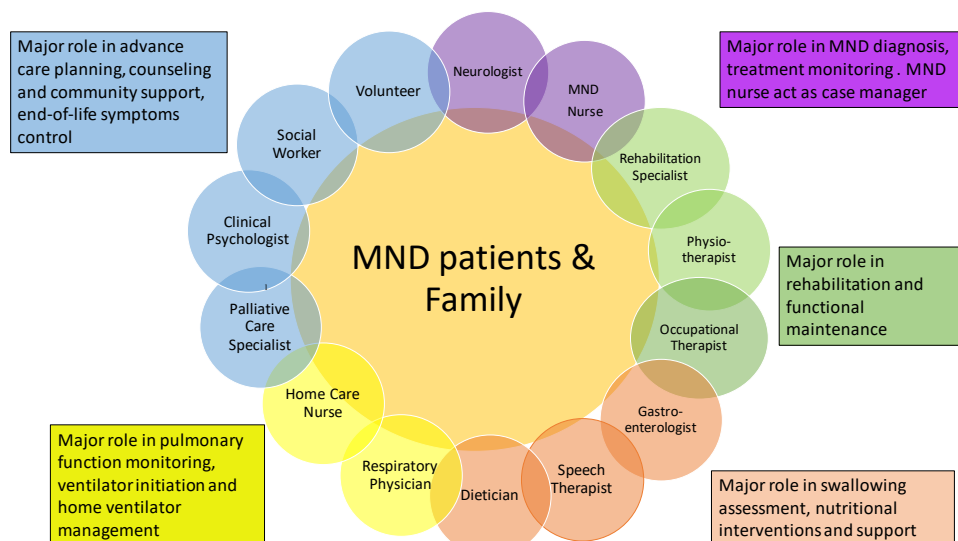 Major role in advance
care planning, counseling
and community support,
end-of-life symptoms
control
Major role in MND diagnosis,
treatment monitoring . MND
nurse act as case manager
Neurologist
MND
Nurse
Rehabilitation
Specialist
Physio-
therapist
Major role in
rehabilitation and
functional
maintenance
Occupational
Therapist
Gastro-
enterologist
Major role in swallowing
assessment, nutritional
interventions and support
Speech
Therapist
Dietician
Respiratory
Physician
Home Care
Nurse
Major role in pulmonary
function monitoring,
ventilator initiation and
home ventilator
management
Palliative
Care
Specialist
Clinical
Psychologist
Social
Worker
Volunteer
MND patients &
Family